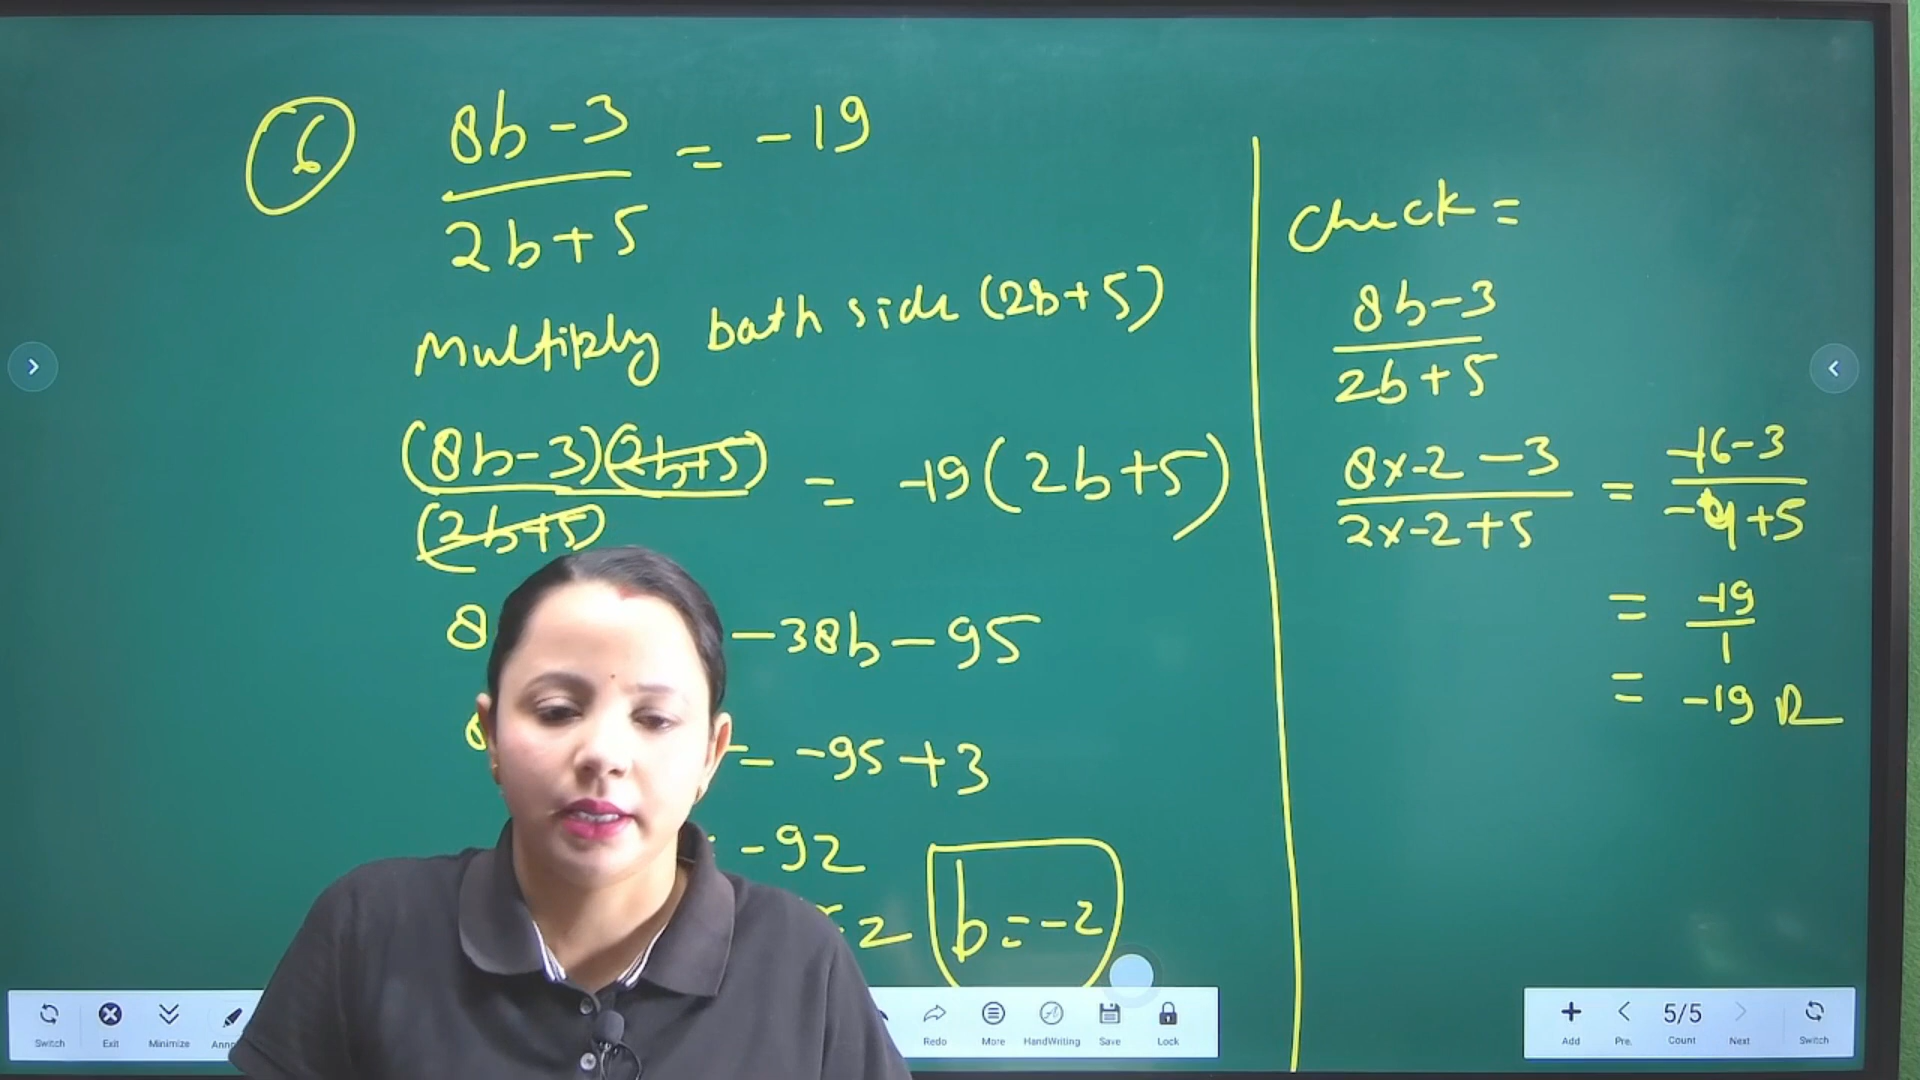 6
8b-3
2b+5
= -19
Multiply bath side (2b+5)
(8b-3)(2b+5)
(2b+5)
= -19(2b+5)
8
-38b-95
= -95+3
-92
b=-2
Check =
8b-3
2b+5
8x-2-3
2x-2+5
= -16-3
-4+5
= -19
1
= -19
Switch
Exit
Minimize
Redo
More
HandWriting
Save
Lock
Add
Pre.
5/5
Count
Next
Switch